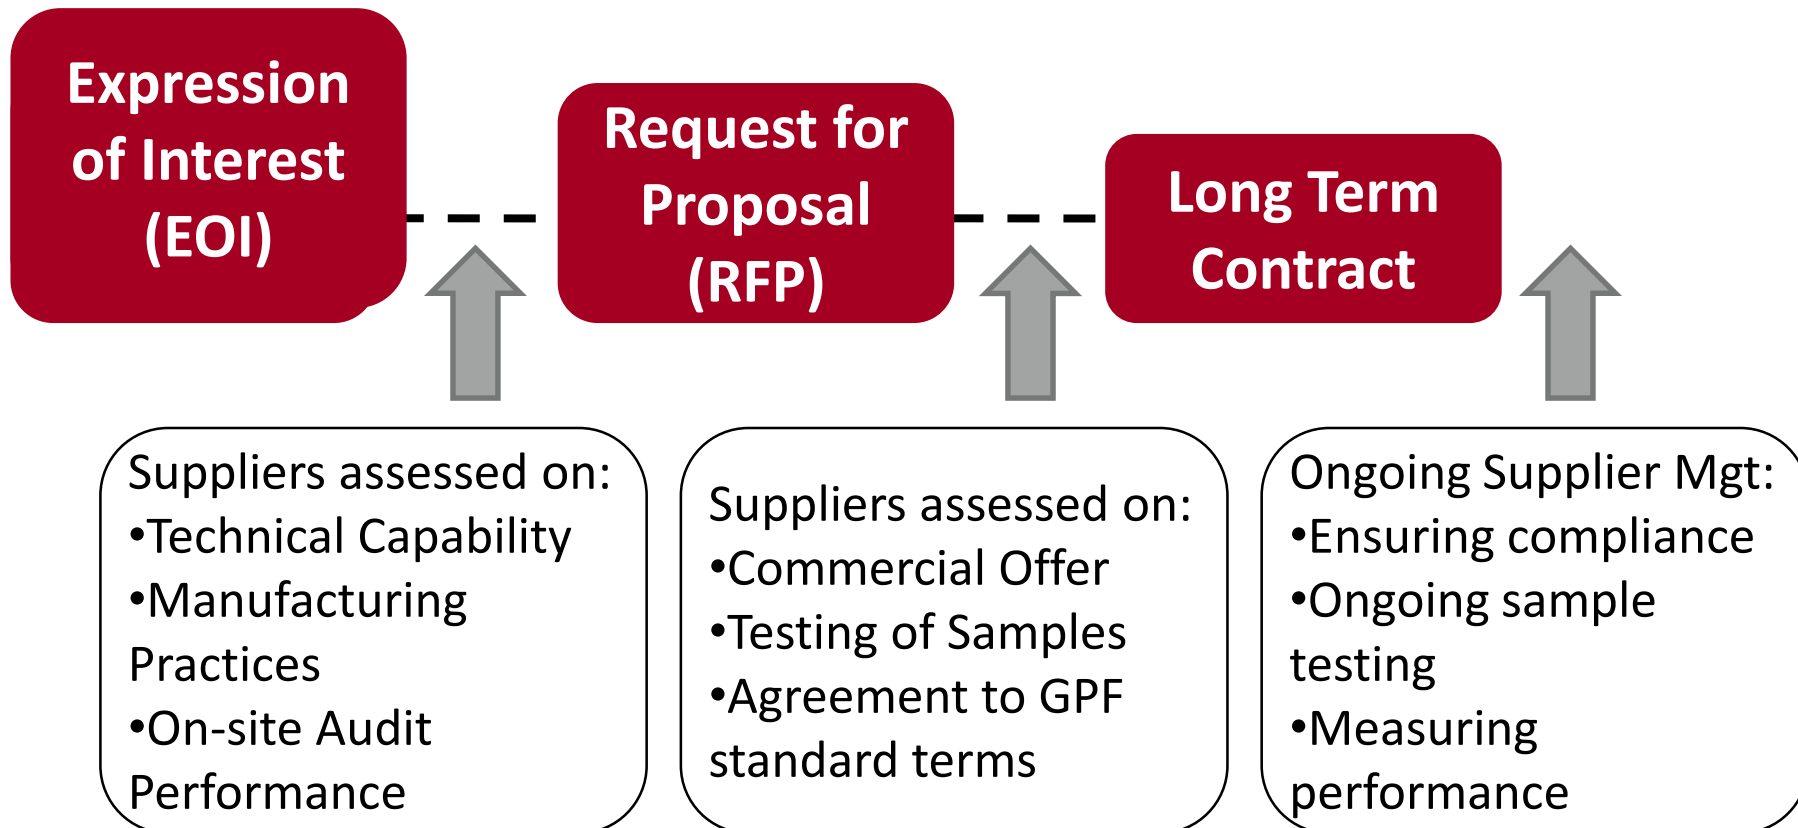 Expression
of Interest
(EOI)
Request for
Proposal
(RFP)
Long Term
Contract
Suppliers assessed on:
•Technical Capability
•Manufacturing
Practices
•On-site Audit
Performance
Suppliers assessed on:
•Commercial Offer
•Testing of Samples
•Agreement to GPF
standard terms
Ongoing Supplier Mgt:
•Ensuring compliance
•Ongoing sample
testing
•Measuring
performance